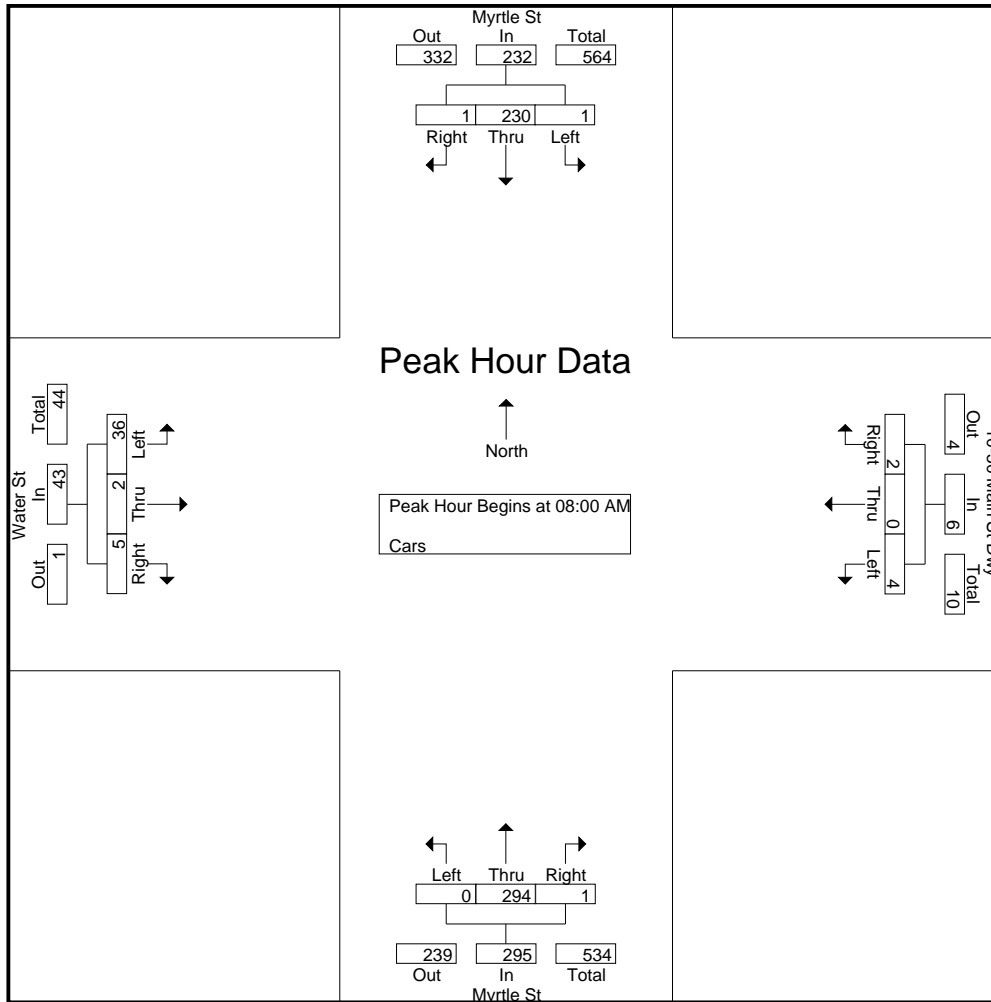 Myrtle St
Out In Total
332 232 564
1 230 1
Right Thru Left
Peak Hour Data
North
Peak Hour Begins at 08:00 AM
Cars
Water St
Total In Out
44 43 1
36 2 5
Left Thru Right
Main St Dwy
Out In Total
4 6 10
2 0 4
Right Thru Left
Left Thru Right
0 294 1
239 295 534
Out In Total
Myrtle St